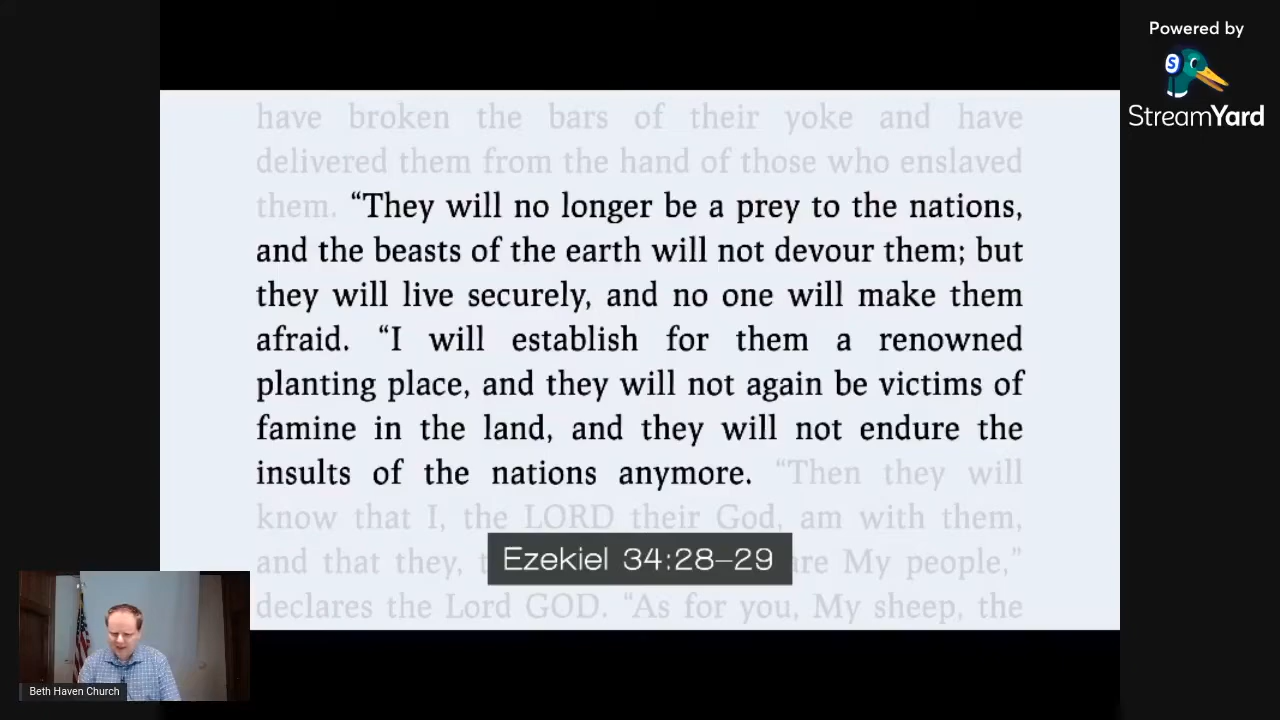 Powered by
StreamYard
have broken the bars of their yoke and have
delivered them from the hand of those who enslaved
them. “They will no longer be a prey to the nations,
and the beasts of the earth will not devour them; but
they will live securely, and no one will make them
afraid. “I will establish for them a renowned
planting place, and they will not again be victims of
famine in the land, and they will not endure the
insults of the nations anymore. “Then they will
know that I, the LORD their God, am with them,
and that they, are My people,”
Ezekiel 34:28–29
declares the Lord GOD. “As for you, My sheep, the
Beth Haven Church